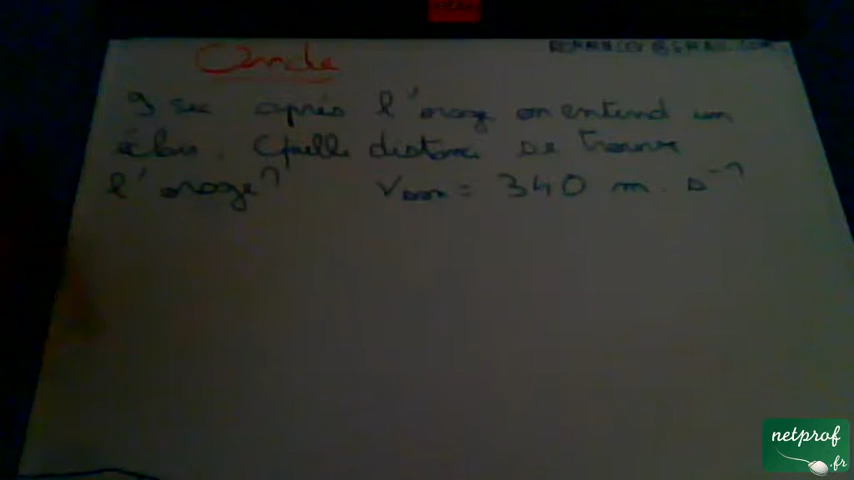 Onde
9 sec après l'orage on entend un
éclair. Quelle distance se trouve
l'orage? Vson = 340 m.s⁻¹
netprof
.fr